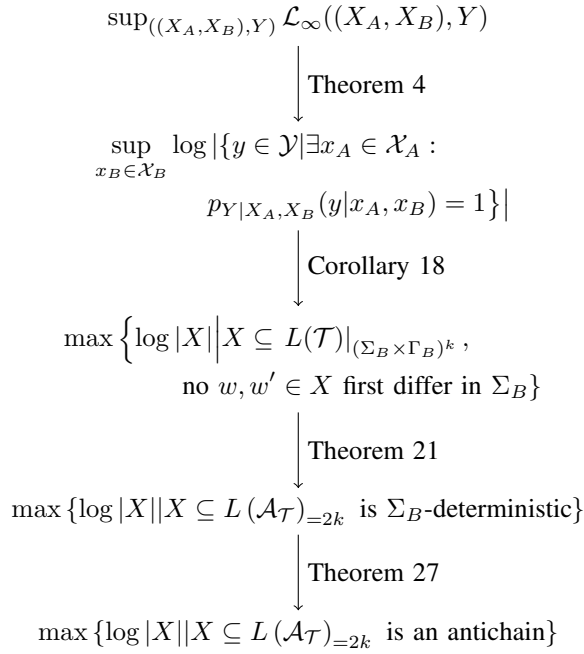 sup_{((X_A,X_B),Y)} ℒ_∞((X_A, X_B), Y)
Theorem 4
sup_{x_B∈𝒳_B} log |{y ∈ 𝒴|∃x_A ∈ 𝒳_A :
p_{Y|X_A,X_B}(y|x_A, x_B) = 1}|
Corollary 18
max {log |X| | X ⊆ L(𝒯)|_{(Σ_B×Γ_B)^k} ,
no w, w′ ∈ X first differ in Σ_B}
Theorem 21
max {log |X||X ⊆ L (𝒜_𝒯)_{=2k} is Σ_B-deterministic}
Theorem 27
max {log |X||X ⊆ L (𝒜_𝒯)_{=2k} is an antichain}